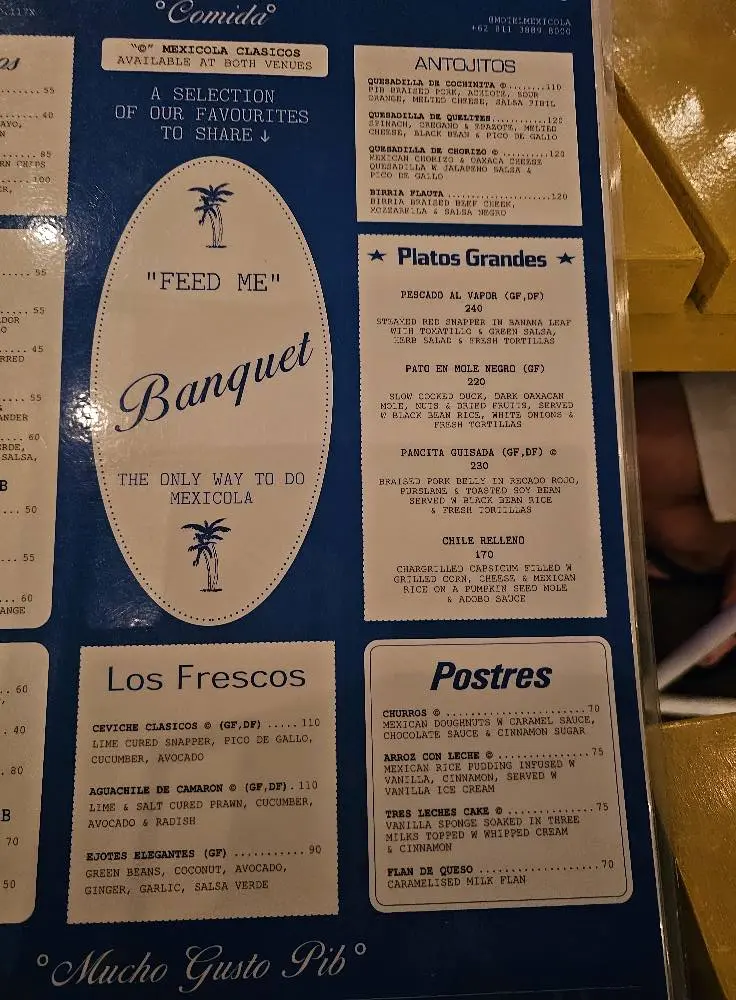 °Comida°
@MOTELMEXICOLA
+62 811 3889 8000
"©" MEXICOLA CLASICOS
AVAILABLE AT BOTH VENUES
A SELECTION
OF OUR FAVOURITES
TO SHARE ↓
"FEED ME"
Banquet
THE ONLY WAY TO DO
MEXICOLA
Los Frescos
CEVICHE CLASICOS © (GF,DF) ..... 110
LIME CURED SNAPPER, PICO DE GALLO,
CUCUMBER, AVOCADO
AGUACHILE DE CAMARON © (GF,DF) . 110
LIME & SALT CURED PRAWN, CUCUMBER,
AVOCADO & RADISH
EJOTES ELEGANTES (GF) ........... 90
GREEN BEANS, COCONUT, AVOCADO,
GINGER, GARLIC, SALSA VERDE
ANTOJITOS
QUESADILLA DE COCHINITA © ........110
PIB BRAISED PORK, ACHIOTE, SOUR
ORANGE, MELTED CHEESE, SALSA PIBIL
QUESADILLA DE QUELITES...........120
SPINACH, OREGANO & EPAZOTE, MELTED
CHEESE, BLACK BEAN & PICO DE GALLO
QUESADILLA DE CHORIZO © ..........120
MEXICAN CHORIZO & OAXACA CHEESE
QUESADILLA W JALAPENO SALSA &
PICO DE GALLO
BIRRIA FLAUTA ...................120
BIRRIA BRAISED BEEF CHEEK,
MOZZARELLA & SALSA NEGRO
★ Platos Grandes ★
PESCADO AL VAPOR (GF,DF)
240
STEAMED RED SNAPPER IN BANANA LEAF
WITH TOMATILLO & GREEN SALSA,
HERB SALAD & FRESH TORTILLAS
PATO EN MOLE NEGRO (GF)
220
SLOW COCKED DUCK, DARK OAXACAN
MOLE, NUTS & DRIED FRUITS, SERVED
W BLACK BEAN RICE, WHITE ONIONS &
FRESH TORTILLAS
PANCITA GUISADA (GF,DF) ©
230
BRAISED PORK BELLY IN RECADO ROJO,
PURSLANE & TOASTED SOY BEAN
SERVED W BLACK BEAN RICE
& FRESH TORTILLAS
CHILE RELLENO
170
CHARGRILLED CAPSICUM FILLED W
GRILLED CORN, CHEESE & MEXICAN
RICE ON A PUMPKIN SEED MOLE
& ADOBO SAUCE
Postres
CHURROS © ......................70
MEXICAN DOUGHNUTS W CARAMEL SAUCE,
CHOCOLATE SAUCE & CINNAMON SUGAR
ARROZ CON LECHE © ...............75
MEXICAN RICE PUDDING INFUSED W
VANILLA, CINNAMON, SERVED W
VANILLA ICE CREAM
TRES LECHES CAKE © ..............75
VANILLA SPONGE SOAKED IN THREE
MILKS TOPPED W WHIPPED CREAM
& CINNAMON
FLAN DE QUESO ...................70
CARAMELISED MILK FLAN
°Mucho Gusto Pib°